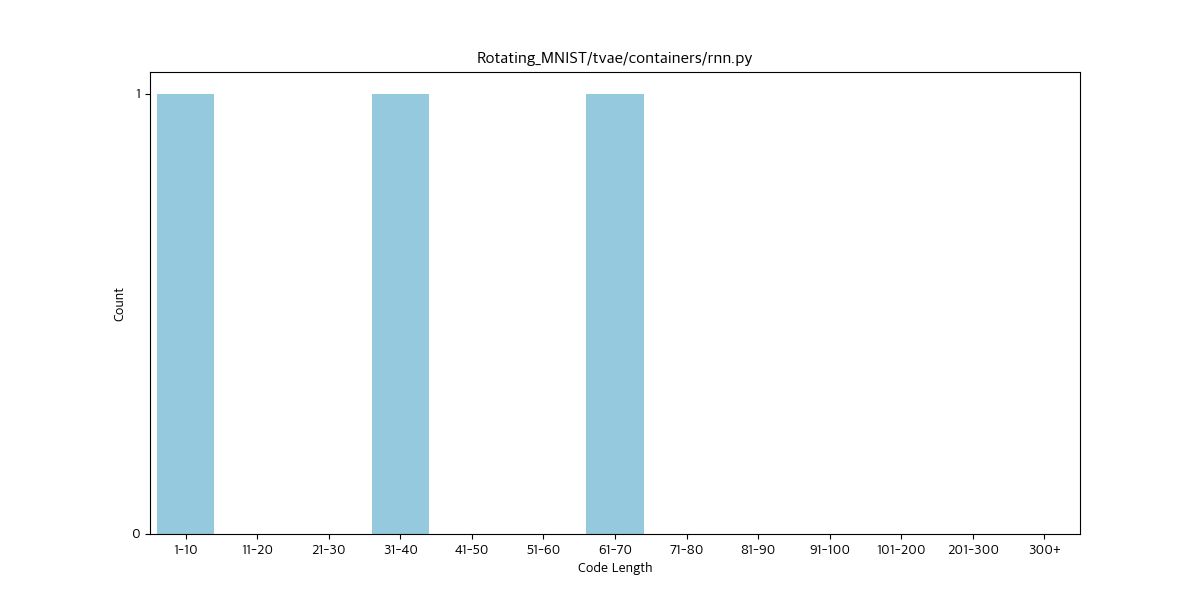 Rotating_MNIST/tvae/containers/rnn.py
1
Count
0
1-10 11-20 21-30 31-40 41-50 51-60 61-70 71-80 81-90 91-100 101-200 201-300 300+
Code Length